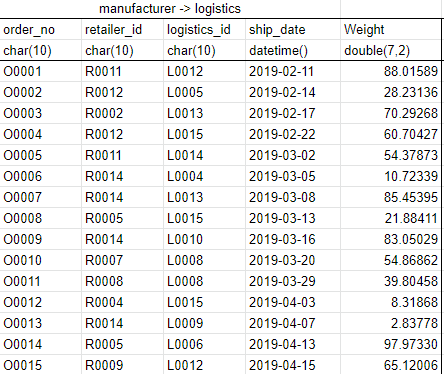 manufacturer -> logistics
order_no retailer_id logistics_id ship_date Weight
char(10) char(10) char(10) datetime() double(7,2)
O0001 R0011 L0012 2019-02-11 88.01589
O0002 R0012 L0005 2019-02-14 28.23136
O0003 R0002 L0013 2019-02-17 70.29268
O0004 R0012 L0015 2019-02-22 60.70427
O0005 R0011 L0014 2019-03-02 54.37873
O0006 R0014 L0004 2019-03-05 10.72339
O0007 R0014 L0013 2019-03-08 85.45395
O0008 R0005 L0015 2019-03-13 21.88411
O0009 R0014 L0010 2019-03-16 83.05029
O0010 R0007 L0008 2019-03-20 54.86862
O0011 R0008 L0008 2019-03-29 39.80458
O0012 R0004 L0015 2019-04-03 8.31868
O0013 R0014 L0009 2019-04-07 2.83778
O0014 R0005 L0006 2019-04-13 97.97330
O0015 R0009 L0012 2019-04-15 65.12006